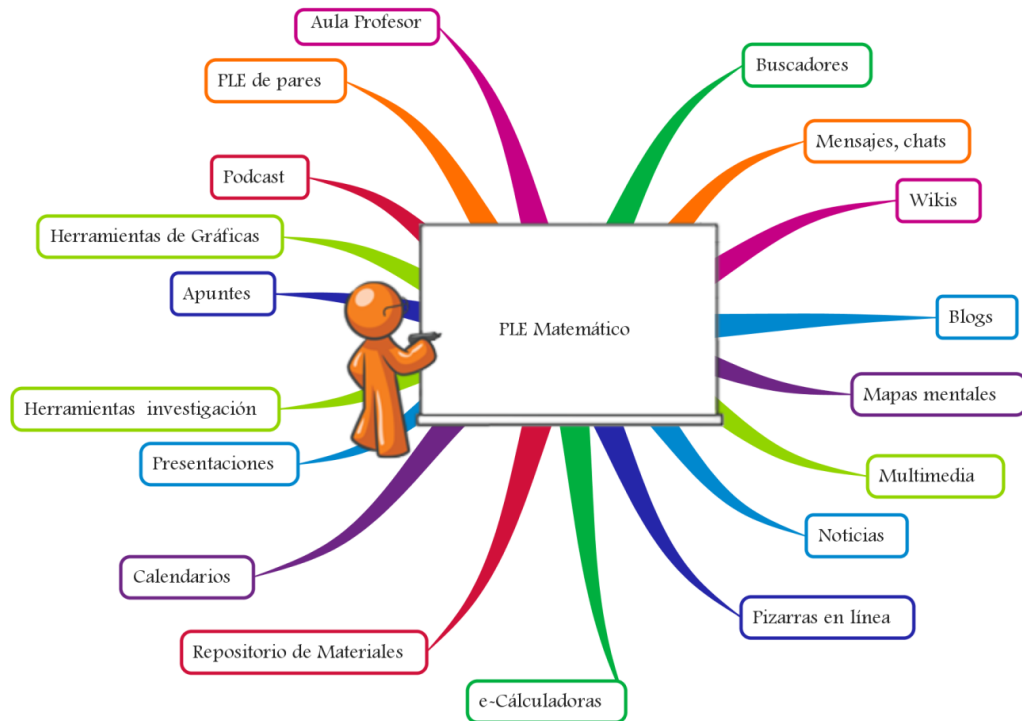 Aula Profesor
PLE de pares
Podcast
Herramientas de Gráficas
Apuntes
Herramientas investigación
Presentaciones
Calendarios
Repositorio de Materiales
e-Cálculadoras
PLE Matemático
Buscadores
Mensajes, chats
Wikis
Blogs
Mapas mentales
Multimedia
Noticias
Pizarras en línea